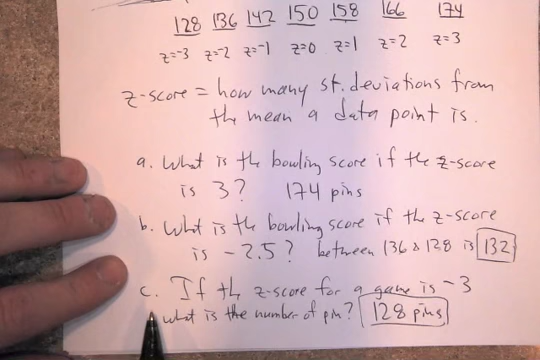 128 136 142 150 158 166 174
z=-3 z=-2 z=-1 z=0 z=1 z=2 z=3
z-score = how many st. deviations from
the mean a data point is.
a. What is the bowling score if the z-score
is 3? 174 pins
b. What is the bowling score if the z-score
is -2.5? between 136 & 128 is 132
c. If the z-score for a game is -3
what is the number of pin? 128 pins